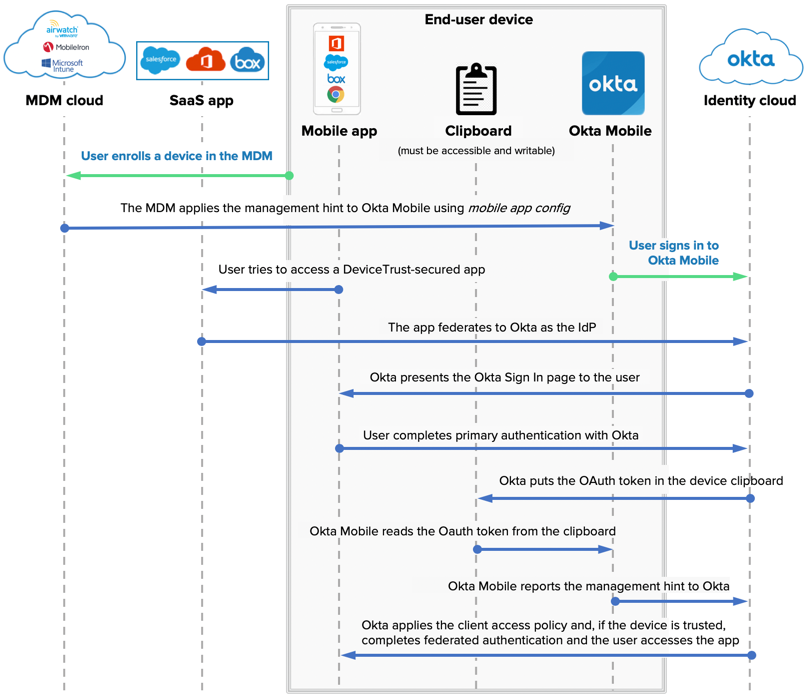 End-user device
airwatch
by vmware
MobileIron
Microsoft
Intune
salesforce
box
salesforce
box
okta
okta
MDM cloud
SaaS app
Mobile app
Clipboard
(must be accessible and writable)
Okta Mobile
Identity cloud
User enrolls a device in the MDM
The MDM applies the management hint to Okta Mobile using mobile app config
User signs in to
Okta Mobile
User tries to access a DeviceTrust-secured app
The app federates to Okta as the IdP
Okta presents the Okta Sign In page to the user
User completes primary authentication with Okta
Okta puts the OAuth token in the device clipboard
Okta Mobile reads the Oauth token from the clipboard
Okta Mobile reports the management hint to Okta
Okta applies the client access policy and, if the device is trusted,
completes federated authentication and the user accesses the app